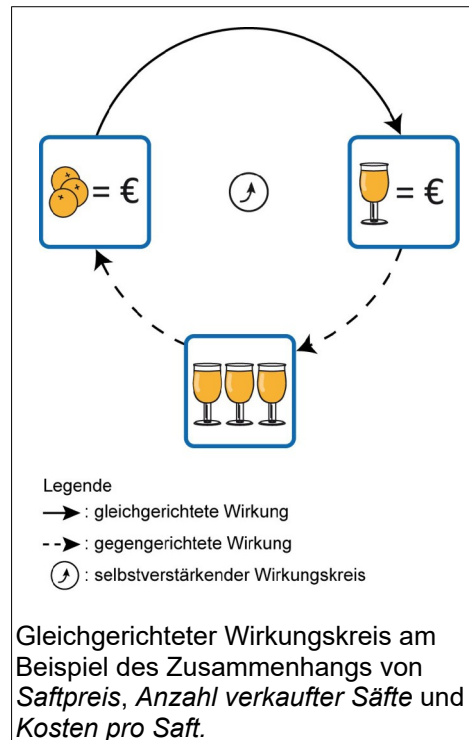 = €
= €
Legende
: gleichgerichtete Wirkung
: gegengerichtete Wirkung
: selbstverstärkender Wirkungskreis
Gleichgerichteter Wirkungskreis am
Beispiel des Zusammenhangs von
Saftpreis, Anzahl verkaufter Säfte und
Kosten pro Saft.